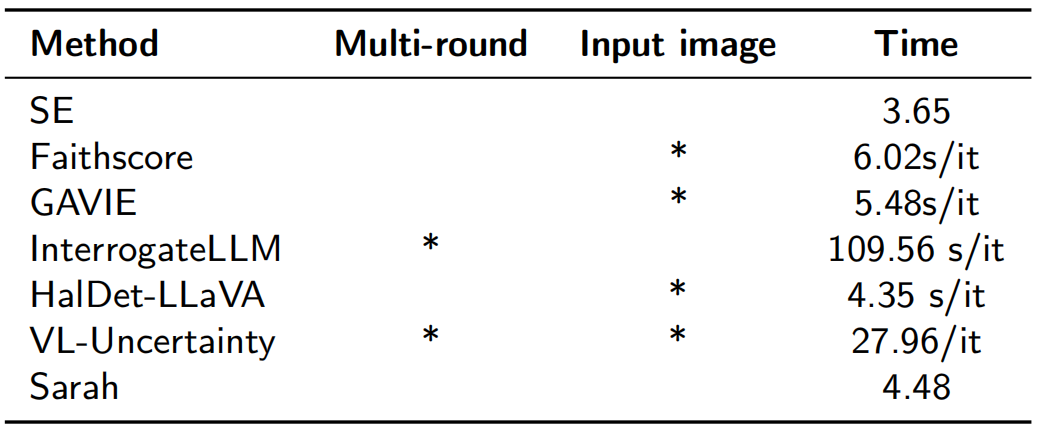 Method Multi-round Input image Time
SE 3.65
Faithscore * 6.02s/it
GAVIE * 5.48s/it
InterrogateLLM * 109.56 s/it
HalDet-LLaVA * 4.35 s/it
VL-Uncertainty * * 27.96/it
Sarah 4.48